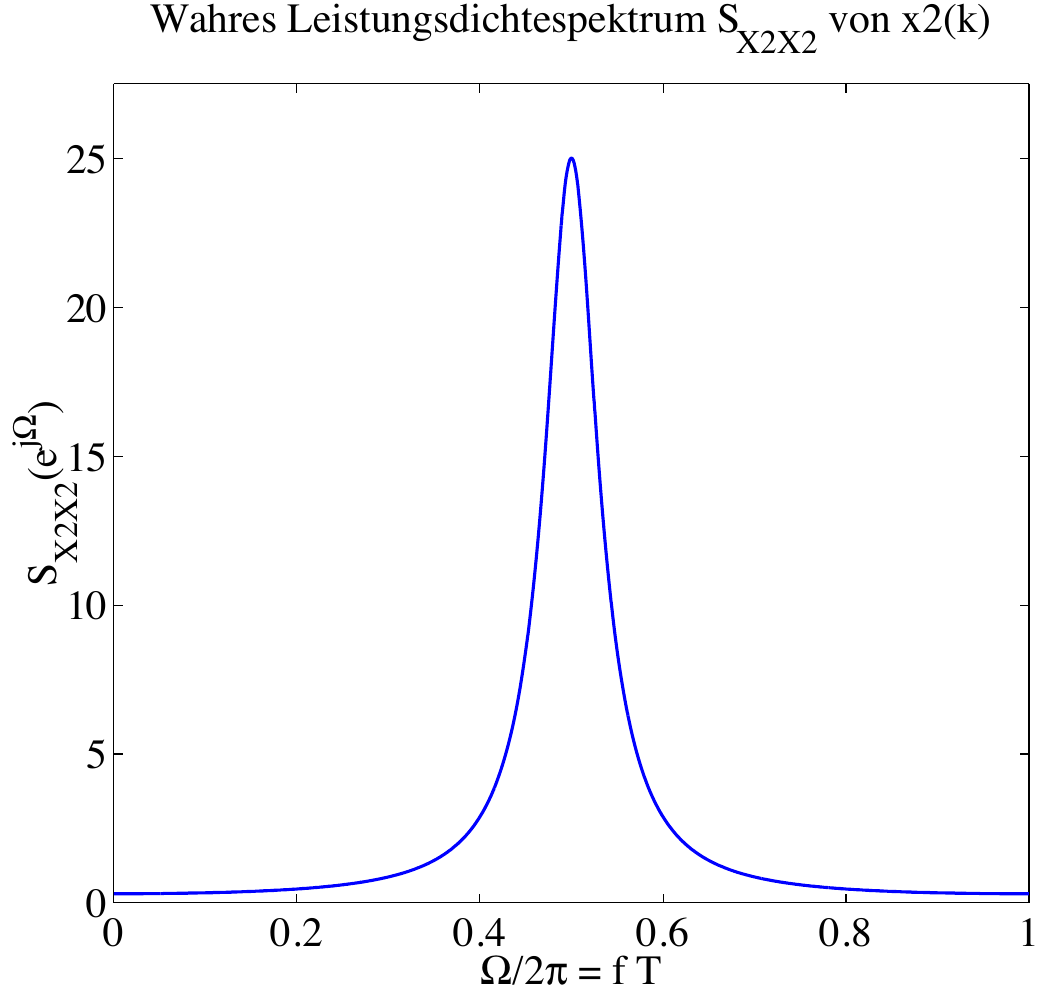 Wahres Leistungsdichtespektrum S_X2X2 von x2(k)
S_X2X2(e^jΩ)
25
20
15
10
5
0
0 0.2 0.4 0.6 0.8 1
Ω/2π = f T